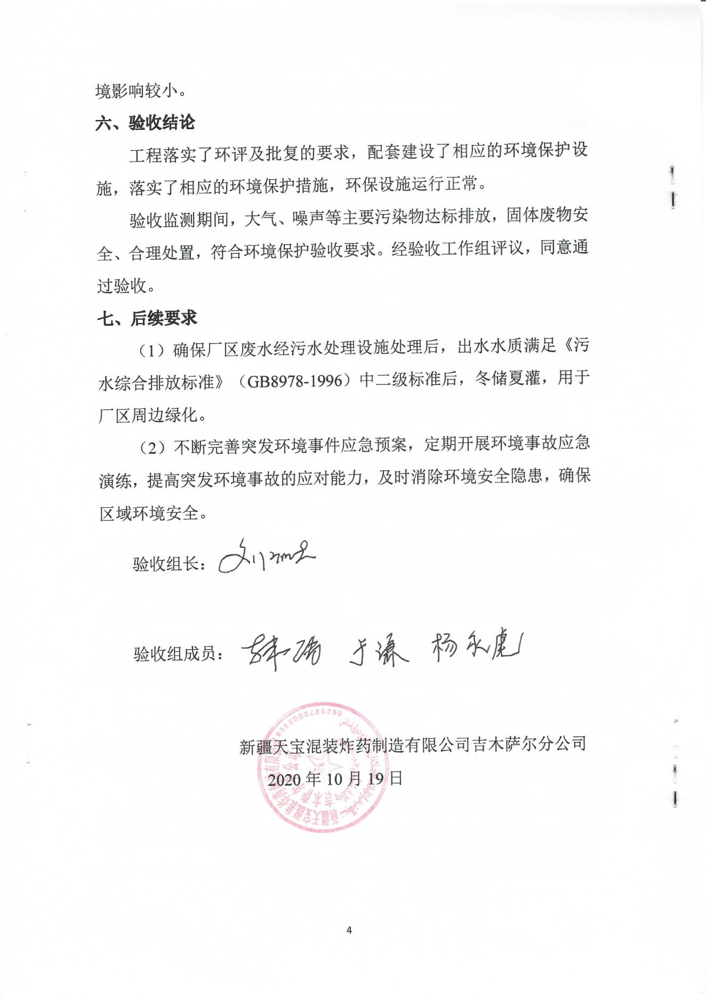 境影响较小。
六、验收结论
工程落实了环评及批复的要求，配套建设了相应的环境保护设
施，落实了相应的环境保护措施，环保设施运行正常。
验收监测期间，大气、噪声等主要污染物达标排放，固体废物安
全、合理处置，符合环境保护验收要求。经验收工作组评议，同意通
过验收。
七、后续要求
（1）确保厂区废水经污水处理设施处理后，出水水质满足《污
水综合排放标准》（GB8978-1996）中二级标准后，冬储夏灌，用于
厂区周边绿化。
（2）不断完善突发环境事件应急预案，定期开展环境事故应急
演练，提高突发环境事故的应对能力，及时消除环境安全隐患，确保
区域环境安全。
验收组长：
验收组成员： 于谦 杨永虎
新疆天宝混装炸药制造有限公司吉木萨尔分公司
2020 年 10 月 19 日
4